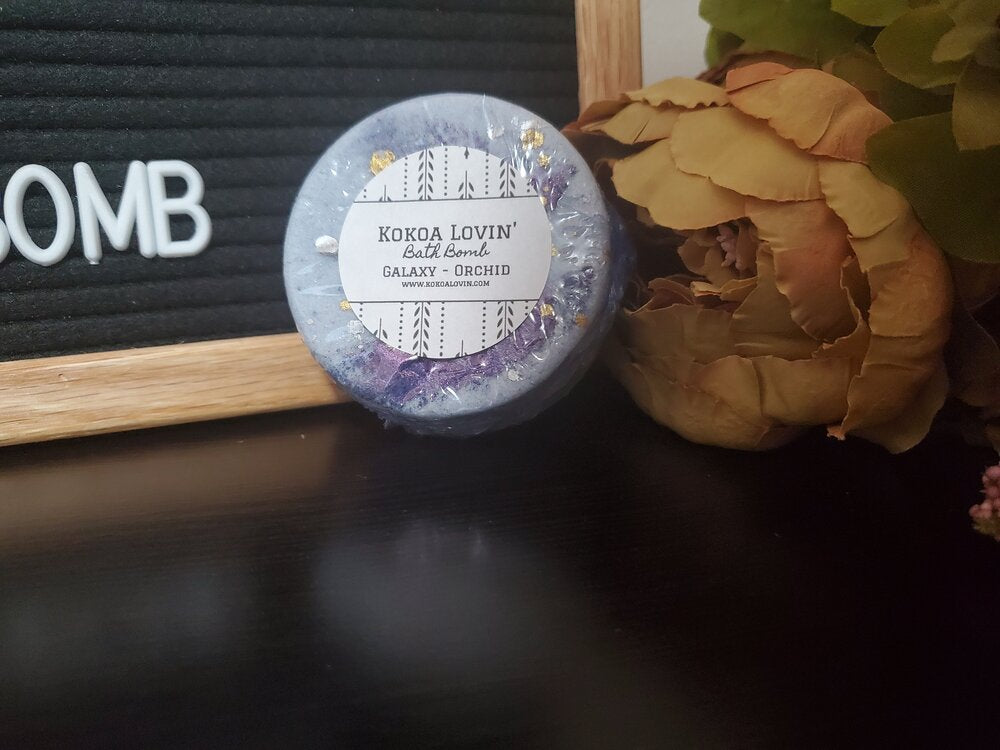 OMB
Kokoa Lovin'
Bath Bomb
Galaxy - Orchid
www.kokoalovin.com